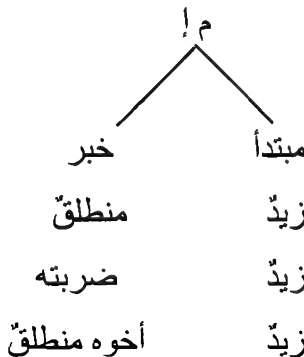 م إ
مبتدأ خبر
زيدٌ منطلقٌ
زيدٌ ضربته
زيدٌ أخوه منطلقٌ